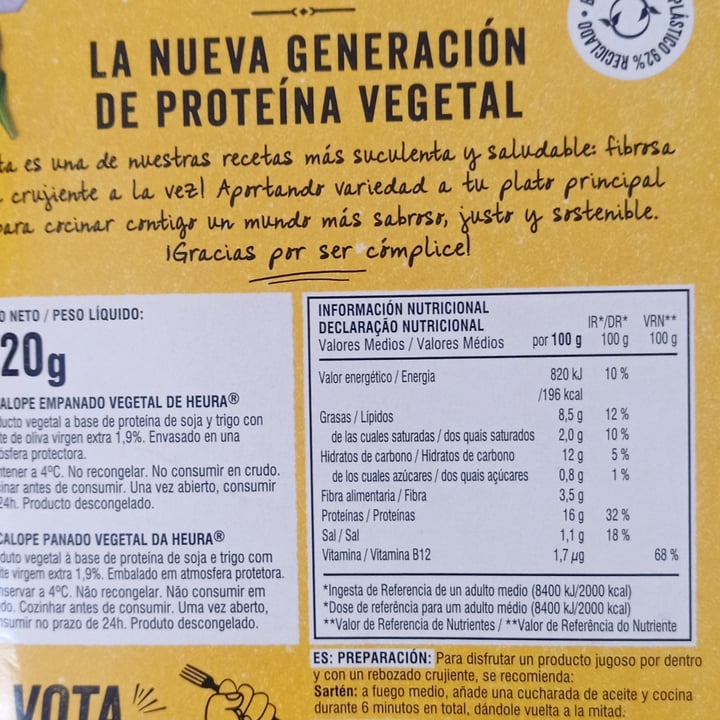 LA NUEVA GENERACIÓN
DE PROTEÍNA VEGETAL
PLÁSTICO 92% RECICLADO •
es una de nuestras recetas más suculenta y saludable: fibrosa
crujiente a la vez! Aportando variedad a tu plato principal
para cocinar contigo un mundo más sabroso, justo y sostenible.
¡Gracias por ser cómplice!
NETO / PESO LÍQUIDO:
20g
ALOPE EMPANADO VEGETAL DE HEURA®
ucto vegetal a base de proteína de soja y trigo con
te de oliva virgen extra 1,9%. Envasado en una
ósfera protectora.
tener a 4ºC. No recongelar. No consumir en crudo.
inar antes de consumir. Una vez abierto, consumir
24h. Producto descongelado.
CALOPE PANADO VEGETAL DA HEURA®
duto vegetal à base de proteína de soja e trigo com
te virgem extra 1,9%. Embalado em atmosfera protetora.
nservar a 4ºC. Não recongelar. Não consumir em
do. Cozinhar antes de consumir. Uma vez aberto,
nsumir no prazo de 24h. Produto descongelado.
INFORMACIÓN NUTRICIONAL
DECLARAÇÃO NUTRICIONAL
Valores Medios / Valores Médios por 100 g IR*/DR* 100 g VRN** 100 g
Valor energético / Energia 820 kJ 10 %
/196 kcal
Grasas / Lípidos 8,5 g 12 %
de las cuales saturadas / dos quais saturados 2,0 g 10 %
Hidratos de carbono / Hidratos de carbono 12 g 5 %
de los cuales azúcares / dos quais açúcares 0,8 g 1 %
Fibra alimentaria / Fibra 3,5 g
Proteínas / Proteínas 16 g 32 %
Sal / Sal 1,1 g 18 %
Vitamina / Vitamina B12 1,7 µg 68 %
*Ingesta de Referencia de un adulto medio (8400 kJ/2000 kcal)
*Dose de referência para um adulto médio (8400 kJ/2000 kcal)
**Valor de Referencia de Nutrientes / **Valor de Referência do Nutriente
ES: PREPARACIÓN: Para disfrutar un producto jugoso por dentro
y con un rebozado crujiente, se recomienda:
Sartén: a fuego medio, añade una cucharada de aceite y cocina
durante 6 minutos en total, dándole vuelta a la mitad.
VOTA